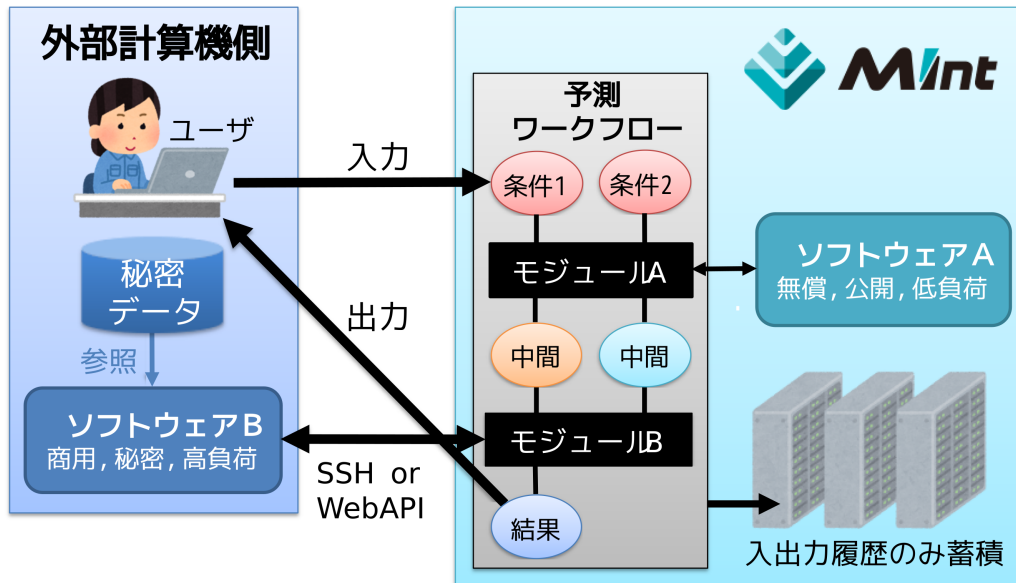 外部計算機側
ユーザ
秘密
データ
参照
ソフトウェアB
商用,秘密,高負荷
入力
出力
SSH or
WebAPI
Mint
予測
ワークフロー
条件1
条件2
モジュールA
中間
中間
モジュールB
結果
ソフトウェアA
無償,公開,低負荷
入出力履歴のみ蓄積